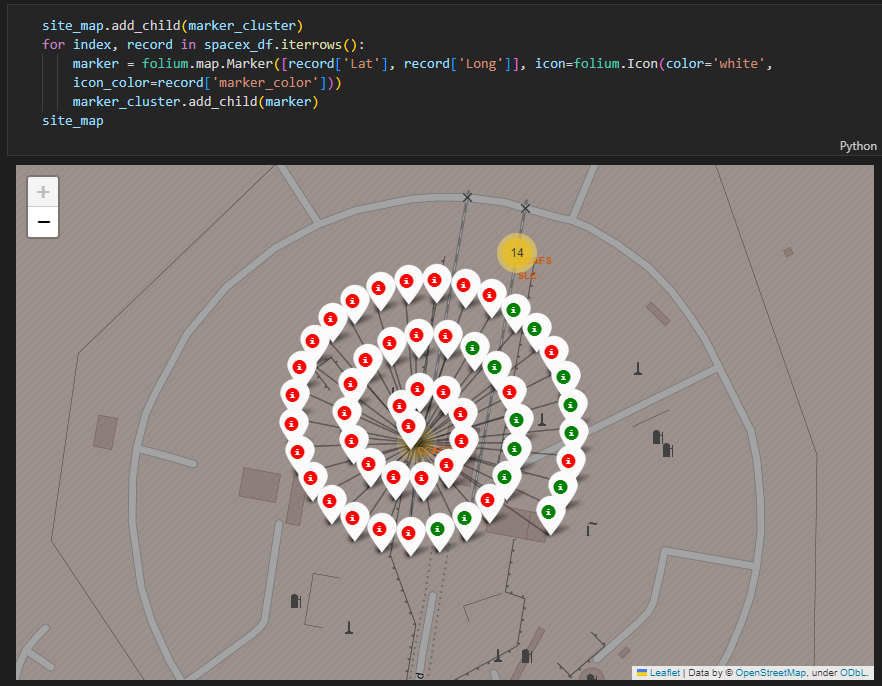 site_map.add_child(marker_cluster)
for index, record in spacex_df.iterrows():
    marker = folium.map.Marker([record['Lat'], record['Long']], icon=folium.Icon(color='white',
    icon_color=record['marker_color']))
    marker_cluster.add_child(marker)
site_map
Python
+
−
14
Leaflet | Data by © OpenStreetMap, under ODbL.